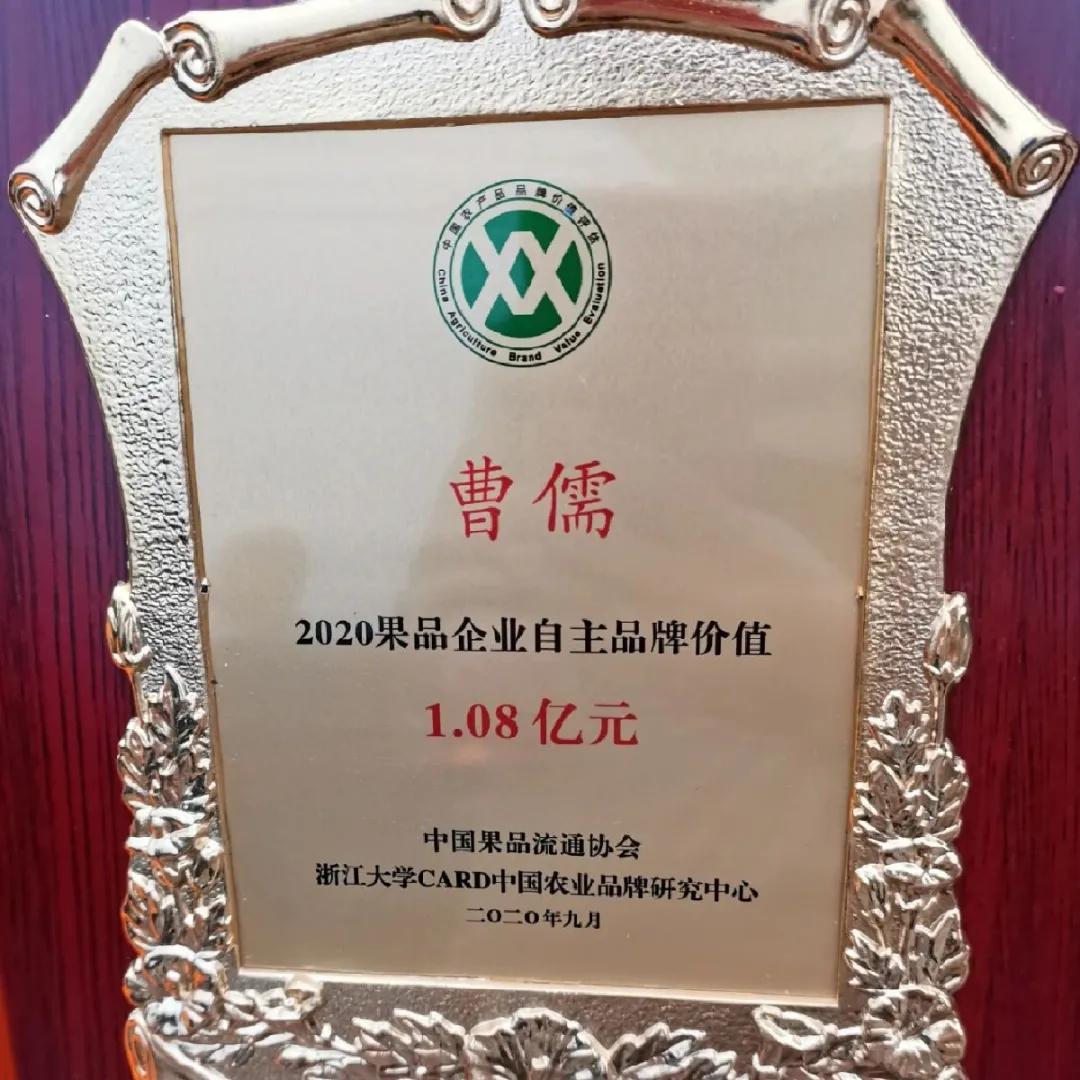 中国农产品品牌价值评估
China Agriculture Brand Value Evaluation
曹儒
2020果品企业自主品牌价值
1.08亿元
中国果品流通协会
浙江大学CARD中国农业品牌研究中心
二O二O年九月